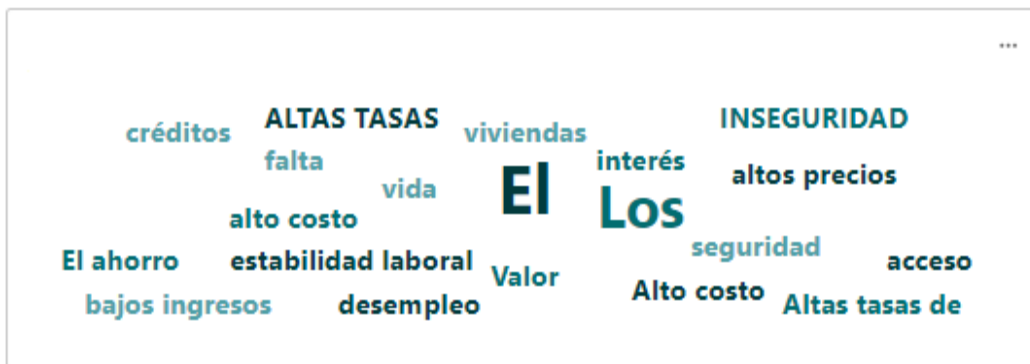 ALTAS TASAS
INSEGURIDAD
créditos
viviendas
falta
interés
altos precios
vida
El
Los
alto costo
seguridad
El ahorro
estabilidad laboral
acceso
Valor
Alto costo
bajos ingresos
desempleo
Altas tasas de